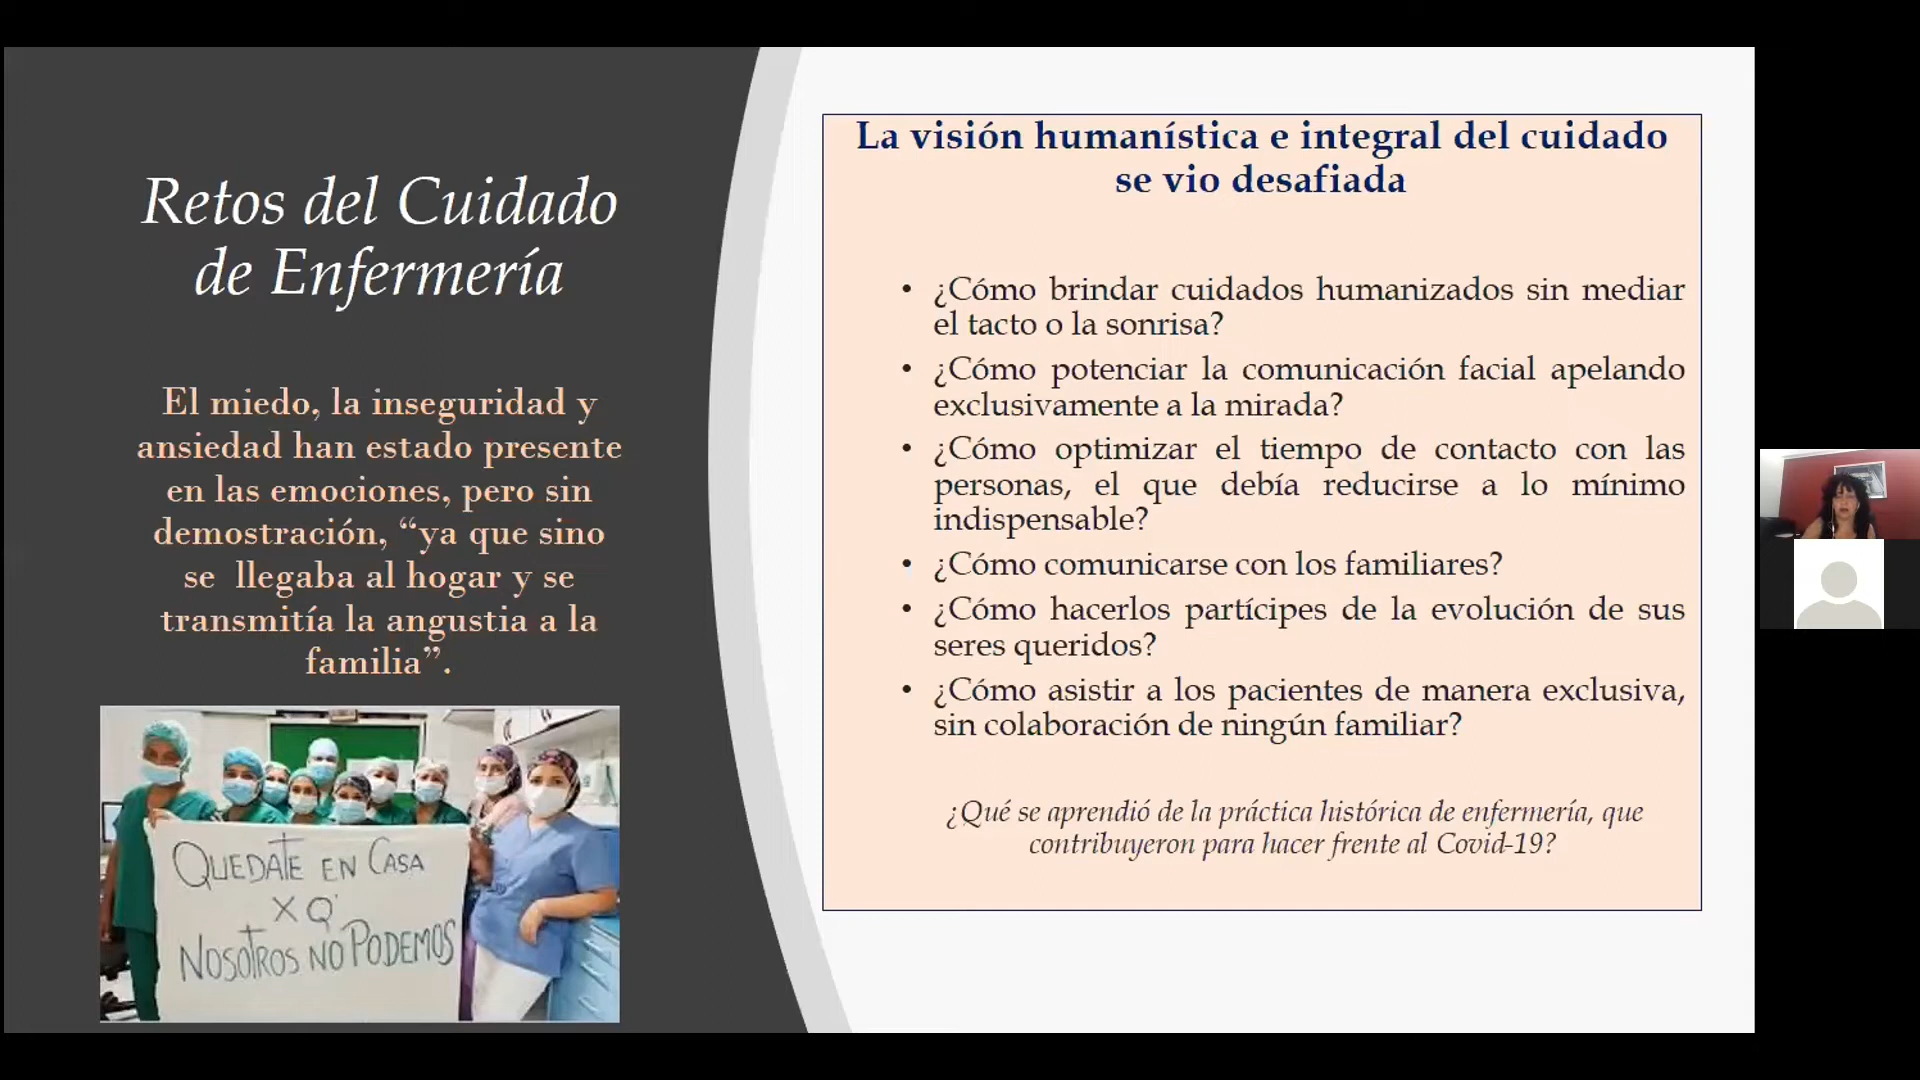 Retos del Cuidado
de Enfermería
El miedo, la inseguridad y
ansiedad han estado presente
en las emociones, pero sin
demostración, “ya que sino
se llegaba al hogar y se
transmitía la angustia a la
familia”.
QUEDATE EN CASA
X Q'
NOSOTROS NO PODEMOS
La visión humanística e integral del cuidado
se vio desafiada
• ¿Cómo brindar cuidados humanizados sin mediar
el tacto o la sonrisa?
• ¿Cómo potenciar la comunicación facial apelando
exclusivamente a la mirada?
• ¿Cómo optimizar el tiempo de contacto con las
personas, el que debía reducirse a lo mínimo
indispensable?
• ¿Cómo comunicarse con los familiares?
• ¿Cómo hacerlos partícipes de la evolución de sus
seres queridos?
• ¿Cómo asistir a los pacientes de manera exclusiva,
sin colaboración de ningún familiar?
¿Qué se aprendió de la práctica histórica de enfermería, que
contribuyeron para hacer frente al Covid-19?